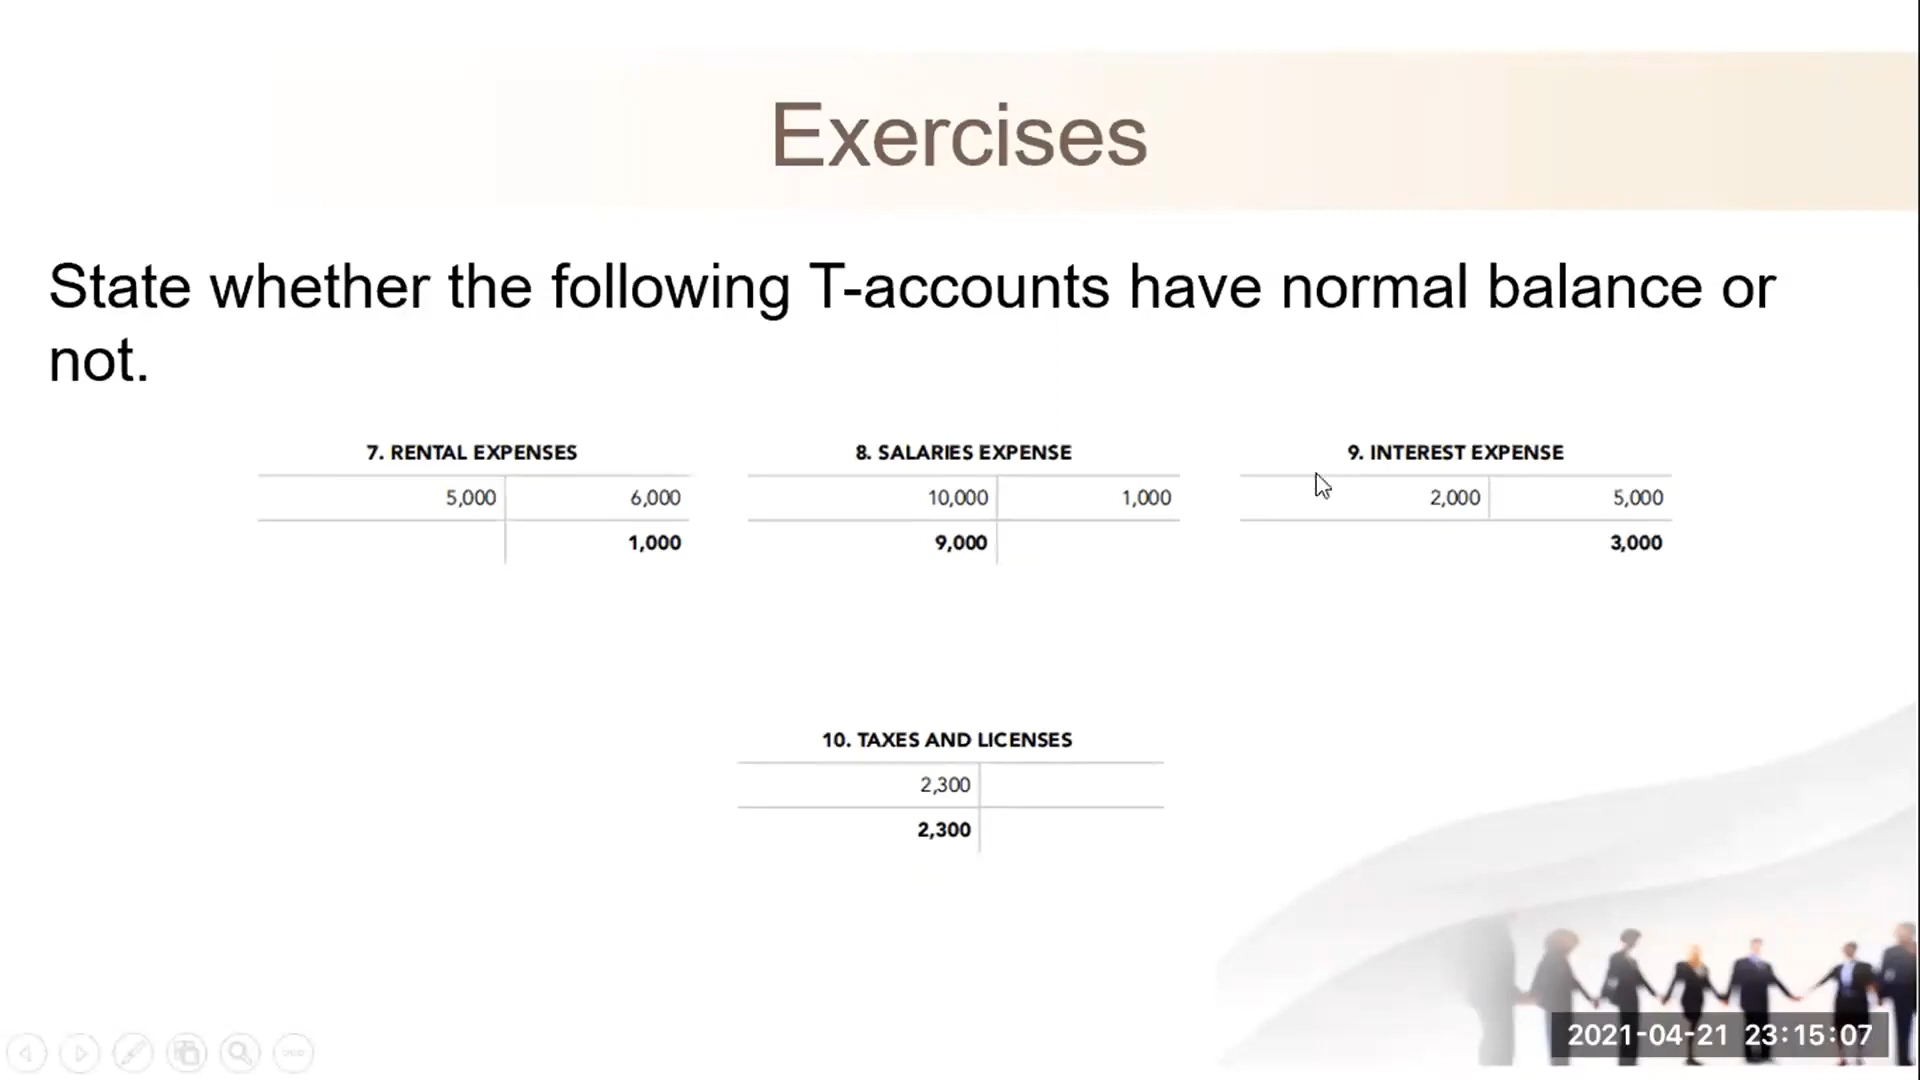 Exercises
State whether the following T-accounts have normal balance or
not.
7. RENTAL EXPENSES
5,000 6,000
1,000
8. SALARIES EXPENSE
10,000 1,000
9,000
9. INTEREST EXPENSE
2,000 5,000
3,000
10. TAXES AND LICENSES
2,300
2,300
2021-04-21 23:15:07